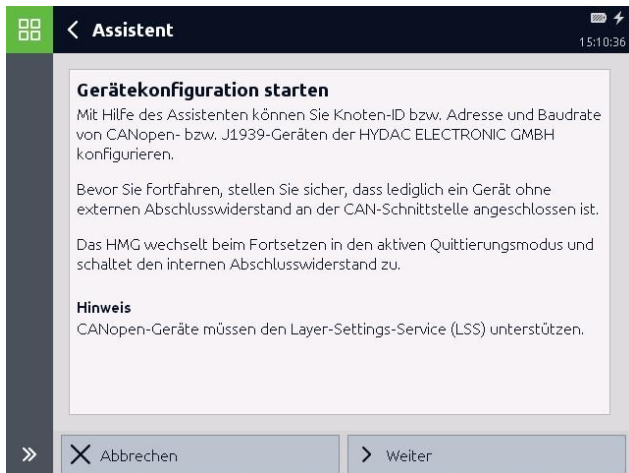 Assistent
15:10:36
Gerätekonfiguration starten
Mit Hilfe des Assistenten können Sie Knoten-ID bzw. Adresse und Baudrate
von CANopen- bzw. J1939-Geräten der HYDAC ELECTRONIC GMBH
konfigurieren.
Bevor Sie fortfahren, stellen Sie sicher, dass lediglich ein Gerät ohne
externen Abschlusswiderstand an der CAN-Schnittstelle angeschlossen ist.
Das HMG wechselt beim Fortsetzen in den aktiven Quittierungsmodus und
schaltet den internen Abschlusswiderstand zu.
Hinweis
CANopen-Geräte müssen den Layer-Settings-Service (LSS) unterstützen.
Abbrechen
Weiter